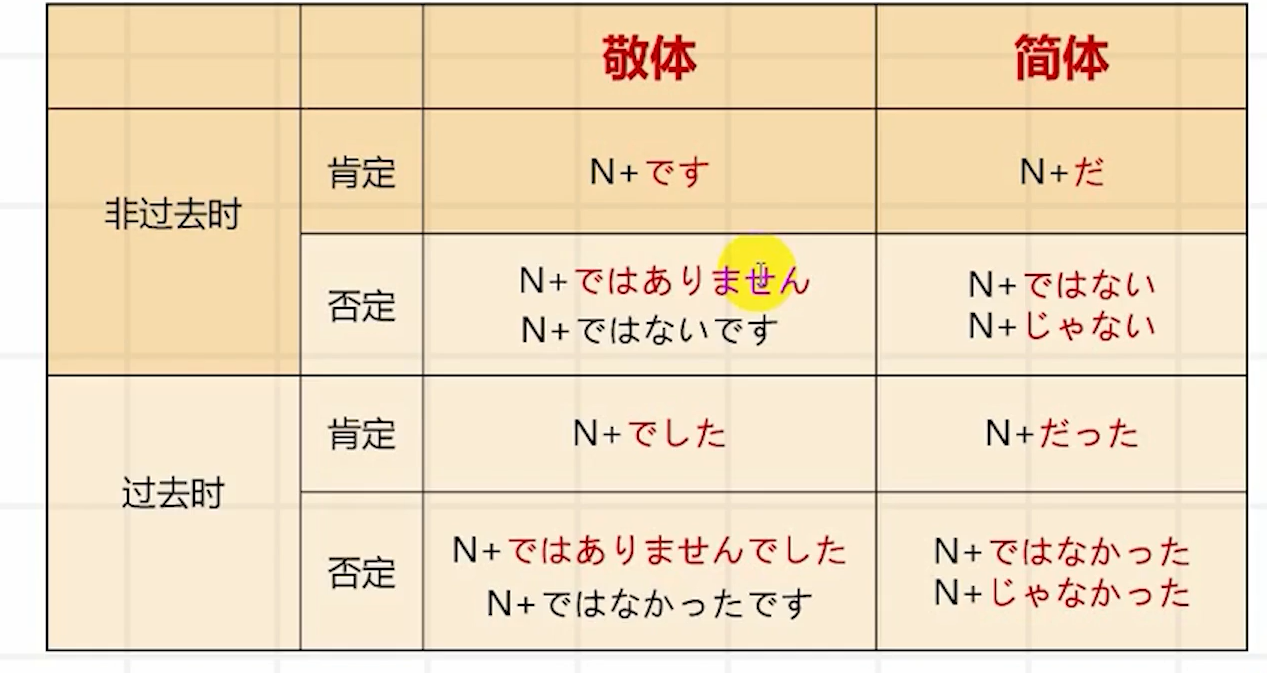 敬体
简体
非过去时
肯定
N+です
N+だ
否定
N+ではありません
N+ではないです
N+ではない
N+じゃない
过去时
肯定
N+でした
N+だった
否定
N+ではありませんでした
N+ではなかったです
N+ではなかった
N+じゃなかった